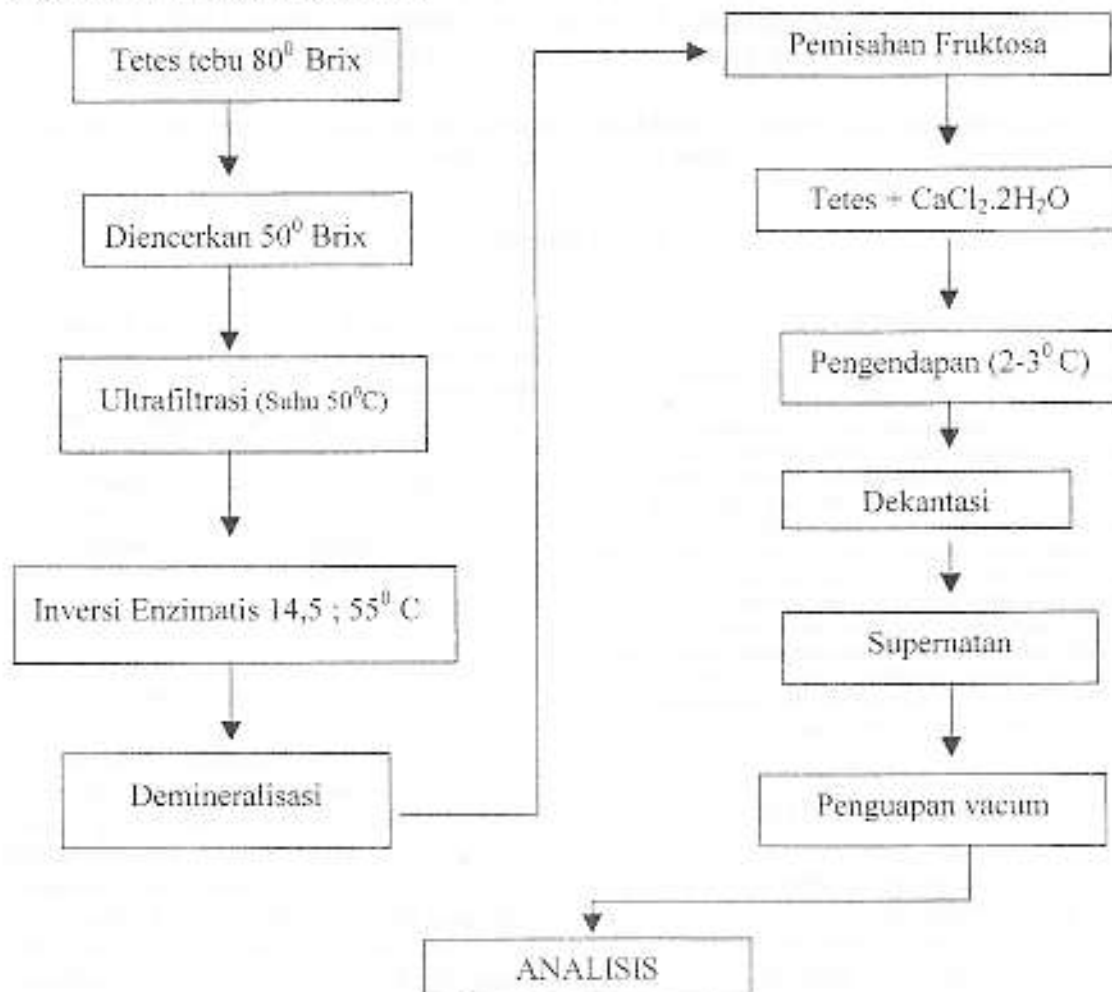 Tetes tebu 80⁰ Brix
Diencerkan 50⁰ Brix
Ultrafiltrasi (Suhu 50⁰C)
Inversi Enzimatis 14,5 ; 55⁰ C
Demineralisasi
Pemisahan Fruktosa
Tetes + CaCl₂.2H₂O
Pengendapan (2-3⁰ C)
Dekantasi
Supernatan
Penguapan vacum
ANALISIS